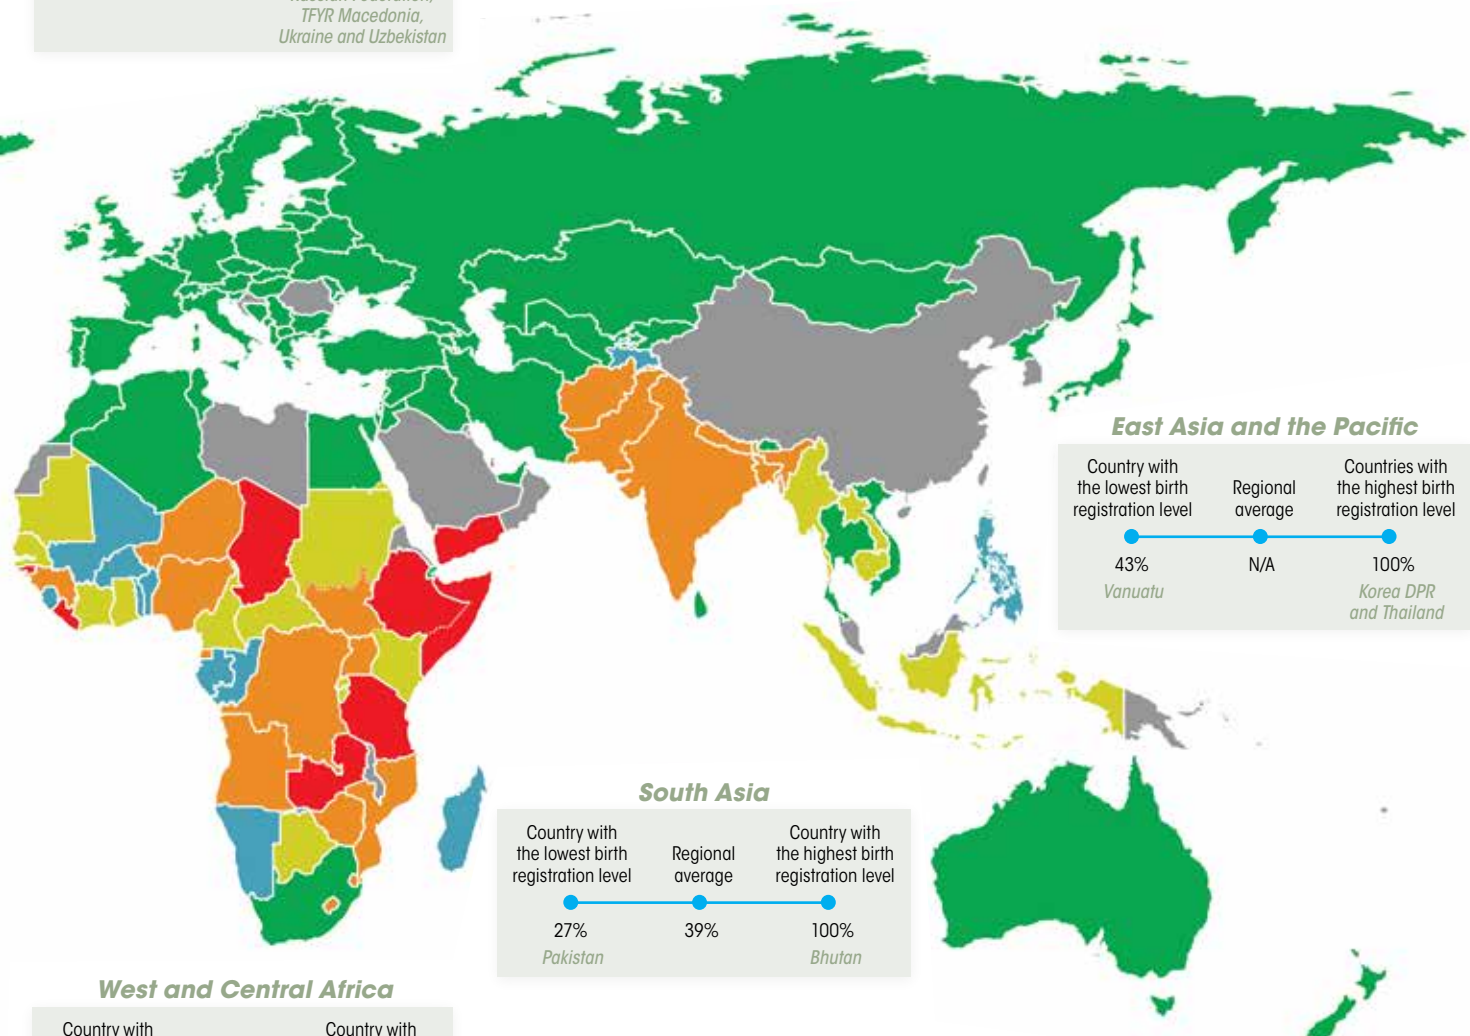 TFYR Macedonia,
Ukraine and Uzbekistan
East Asia and the Pacific
Country with
the lowest birth
registration level
Regional
average
Countries with
the highest birth
registration level
43%
N/A
100%
Vanuatu
Korea DPR
and Thailand
South Asia
Country with
the lowest birth
registration level
Regional
average
Country with
the highest birth
registration level
27%
39%
100%
Pakistan
Bhutan
West and Central Africa
Country with
Country with